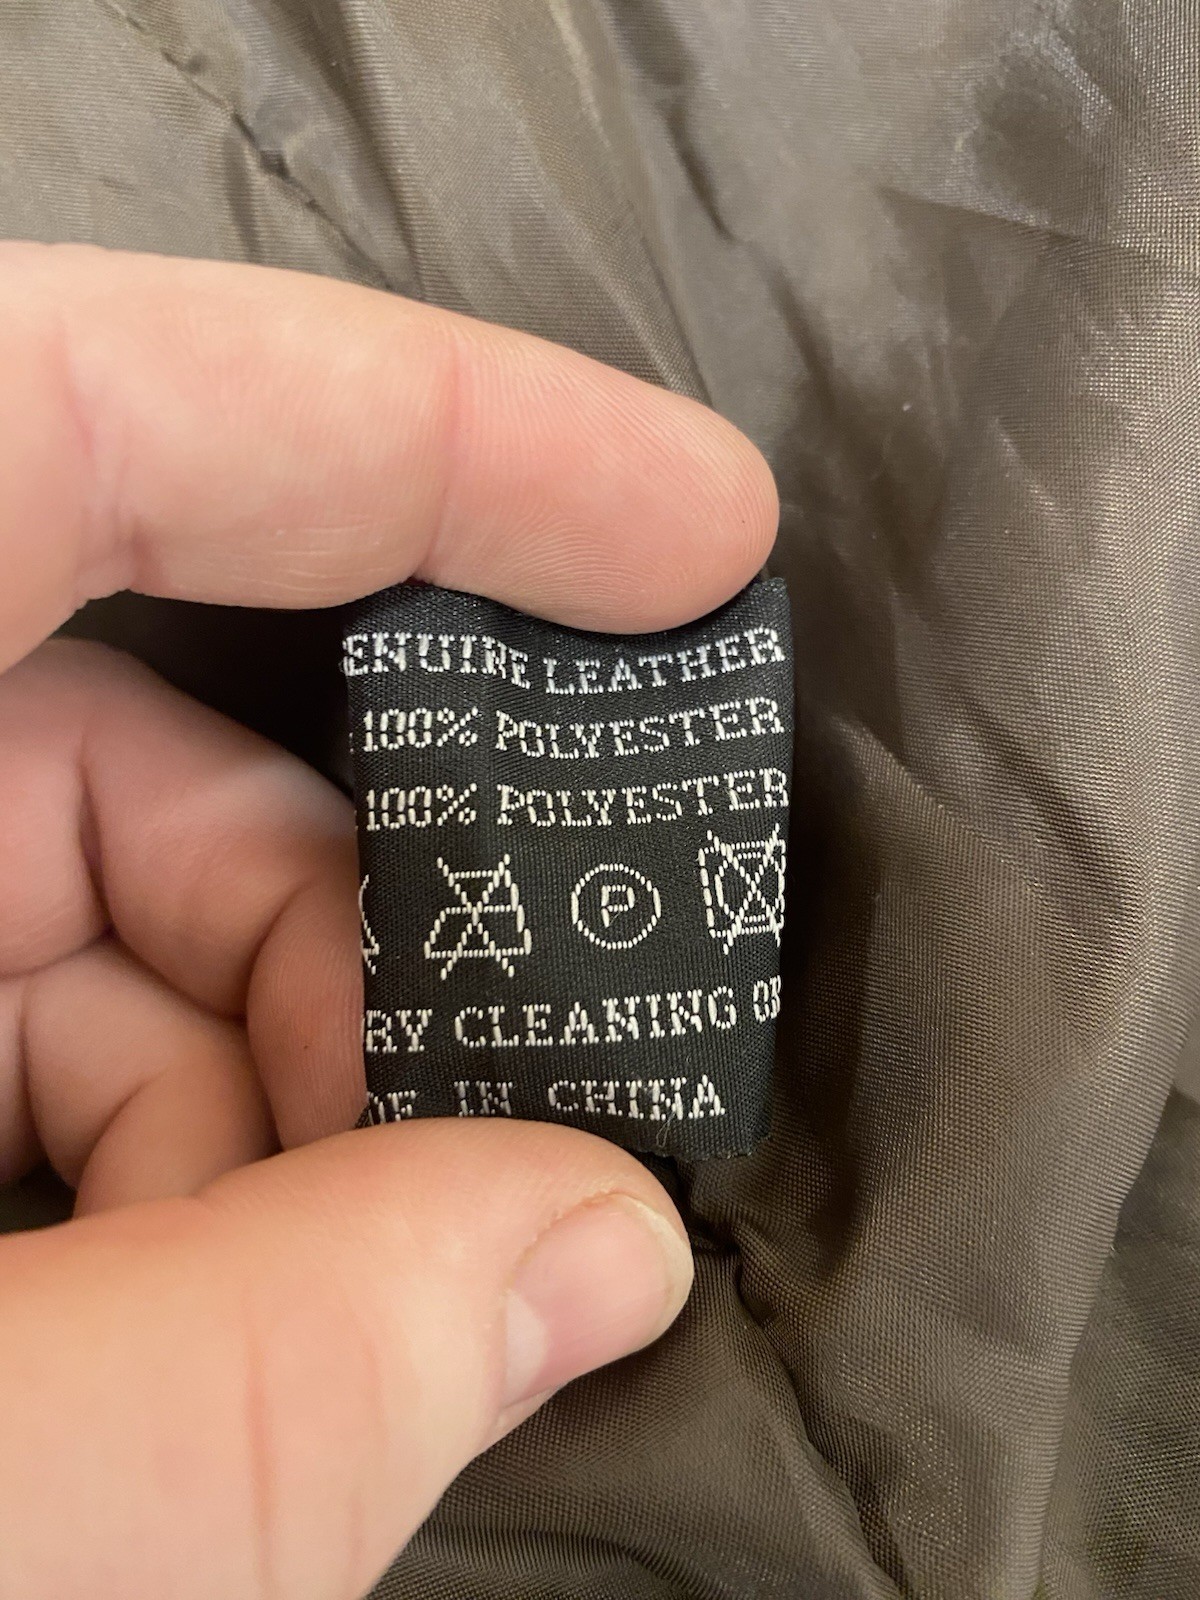 ENUINE LEATHER
100% POLYESTER
100% POLYESTER
P
RY CLEANING
IN CHINA